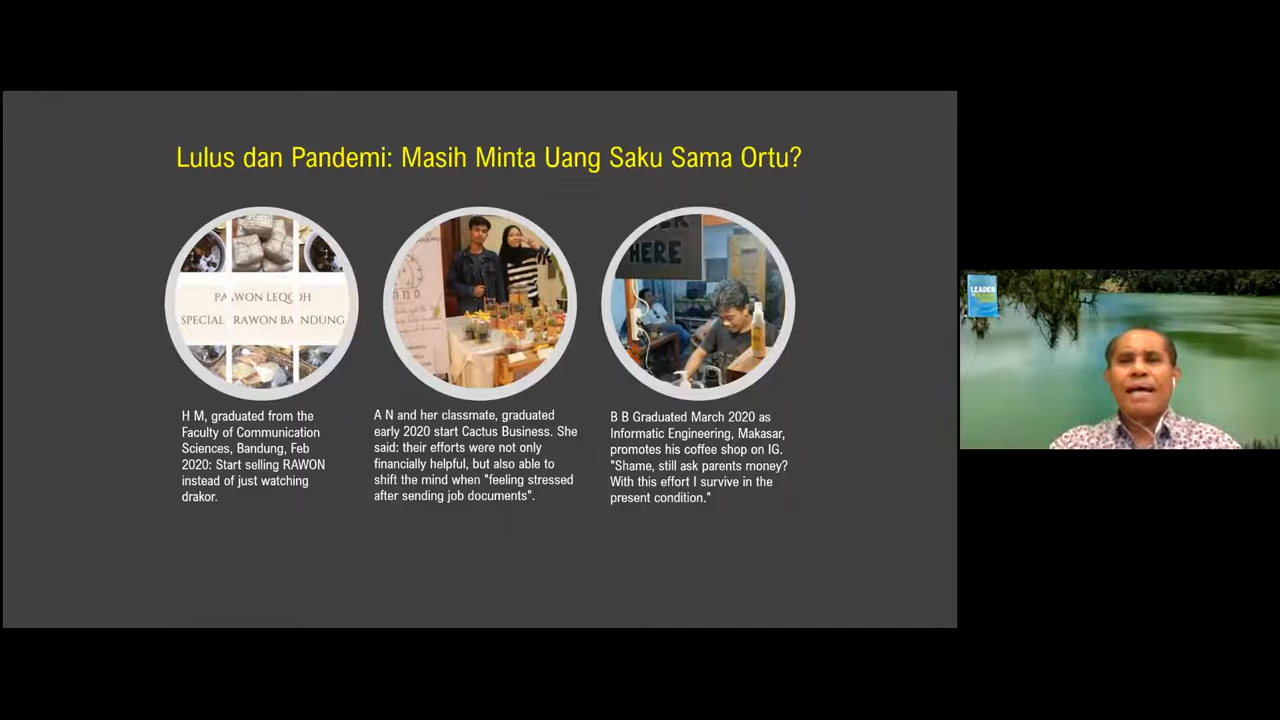 Lulus dan Pandemi: Masih Minta Uang Saku Sama Ortu?
PAWON LEQOH
SPECIAL RAWON BANDUNG
HERE
LEADER
H M, graduated from the
Faculty of Communication
Sciences, Bandung, Feb
2020: Start selling RAWON
instead of just watching
drakor.
A N and her classmate, graduated
early 2020 start Cactus Business. She
said: their efforts were not only
financially helpful, but also able to
shift the mind when "feeling stressed
after sending job documents".
B B Graduated March 2020 as
Informatic Engineering, Makasar,
promotes his coffee shop on IG.
"Shame, still ask parents money?
With this effort I survive in the
present condition."